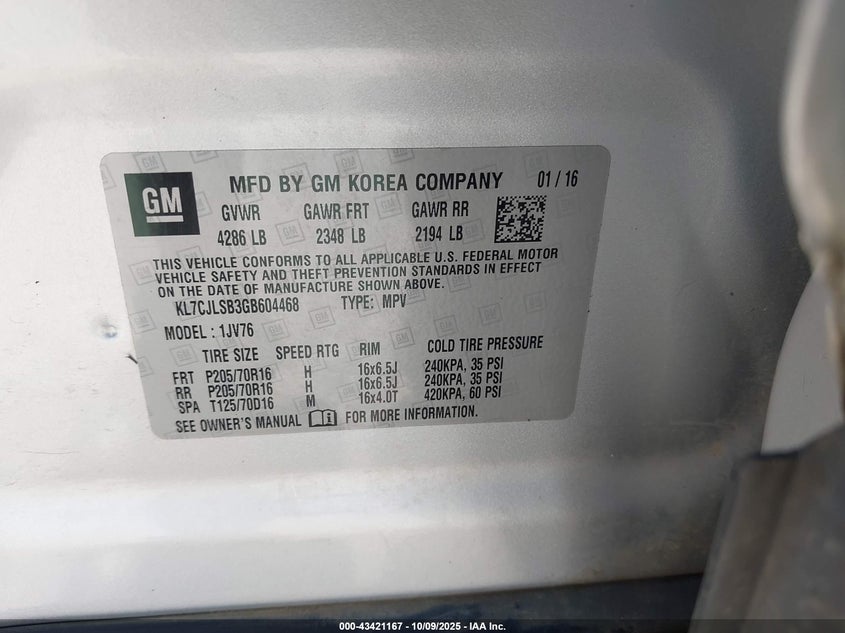 GM
MFD BY GM KOREA COMPANY 01 / 16
GVWR GAWR FRT GAWR RR
4286 LB 2348 LB 2194 LB
THIS VEHICLE CONFORMS TO ALL APPLICABLE U.S. FEDERAL MOTOR
VEHICLE SAFETY AND THEFT PREVENTION STANDARDS IN EFFECT
ON THE DATE OF MANUFACTURE SHOWN ABOVE.
KL7CJLSB3GB604468 TYPE: MPV
MODEL : 1JV76
TIRE SIZE SPEED RTG RIM COLD TIRE PRESSURE
FRT P205/70R16 H 16x6.5J 240KPA, 35 PSI
RR P205/70R16 H 16x6.5J 240KPA, 35 PSI
SPA T125/70D16 M 16x4.0T 420KPA, 60 PSI
SEE OWNER'S MANUAL FOR MORE INFORMATION.
000-43421167 - 10/09/2025 - IAA Inc.